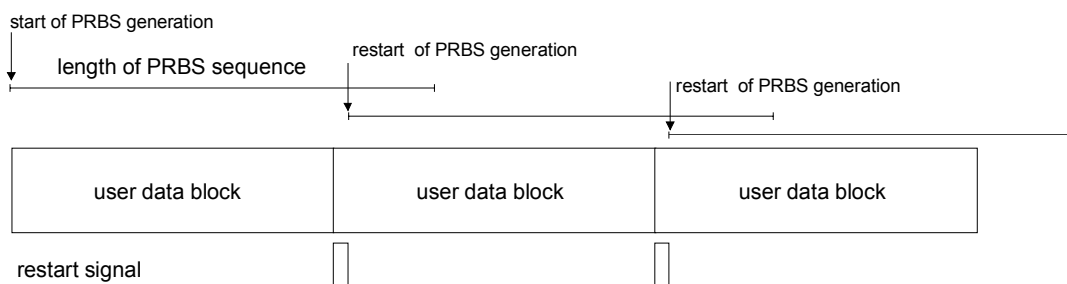 start of PRBS generation
length of PRBS sequence
restart of PRBS generation
restart of PRBS generation
user data block
user data block
user data block
restart signal